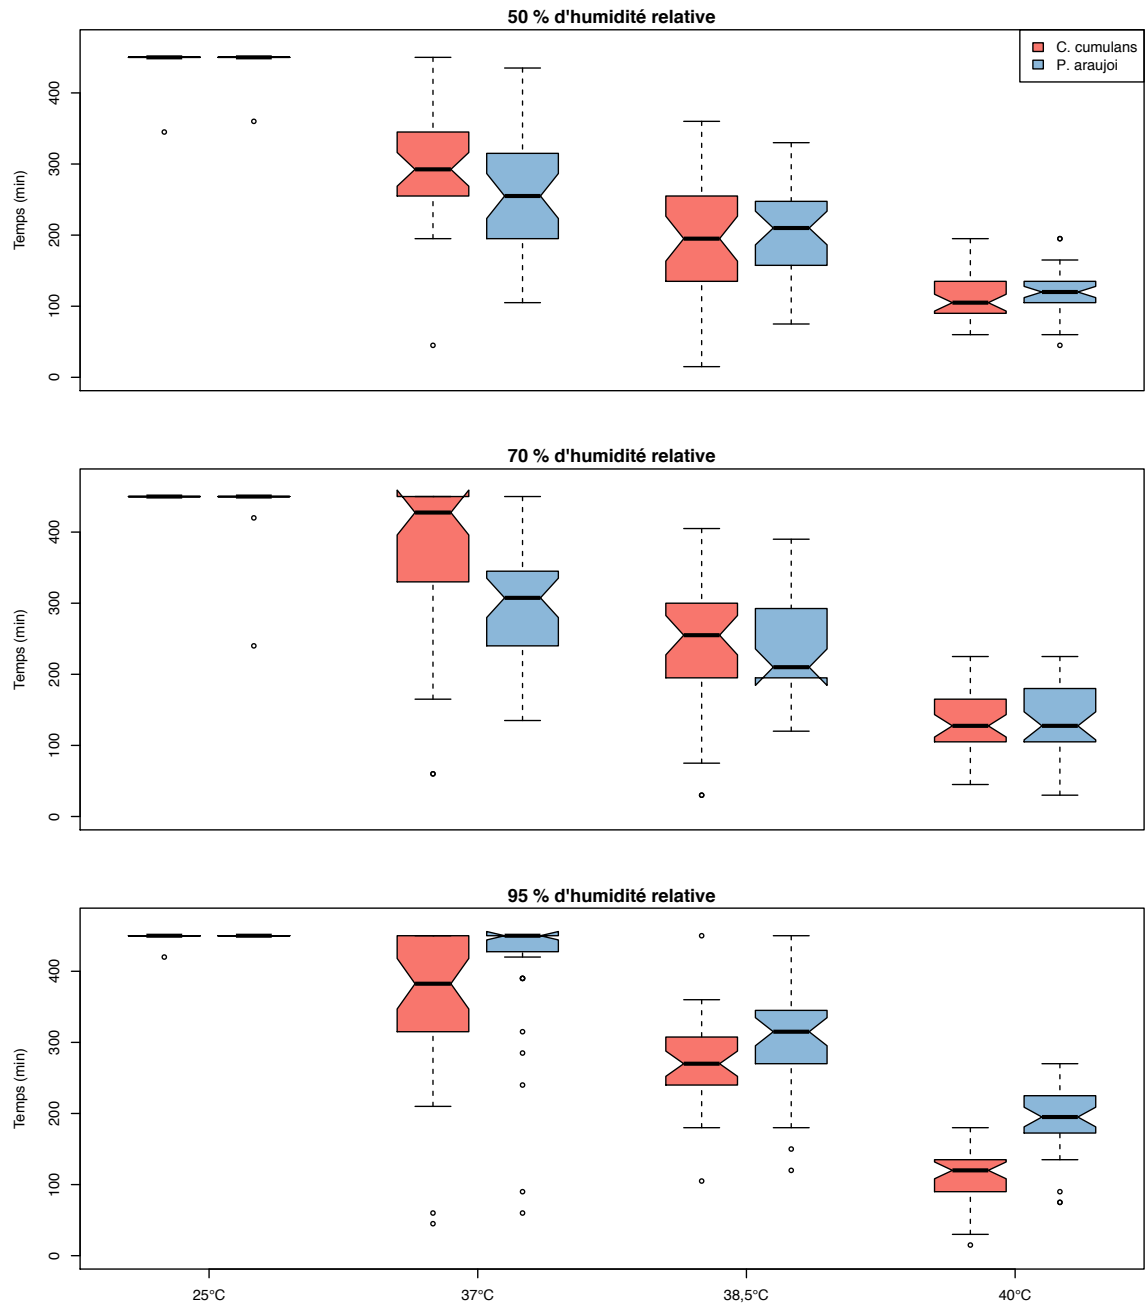 50 % d'humidité relative
C. cumulans
P. araujoi
Temps (min)
400
300
200
100
0
70 % d'humidité relative
Temps (min)
400
300
200
100
0
95 % d'humidité relative
Temps (min)
400
300
200
100
0
25°C 37°C 38,5°C 40°C